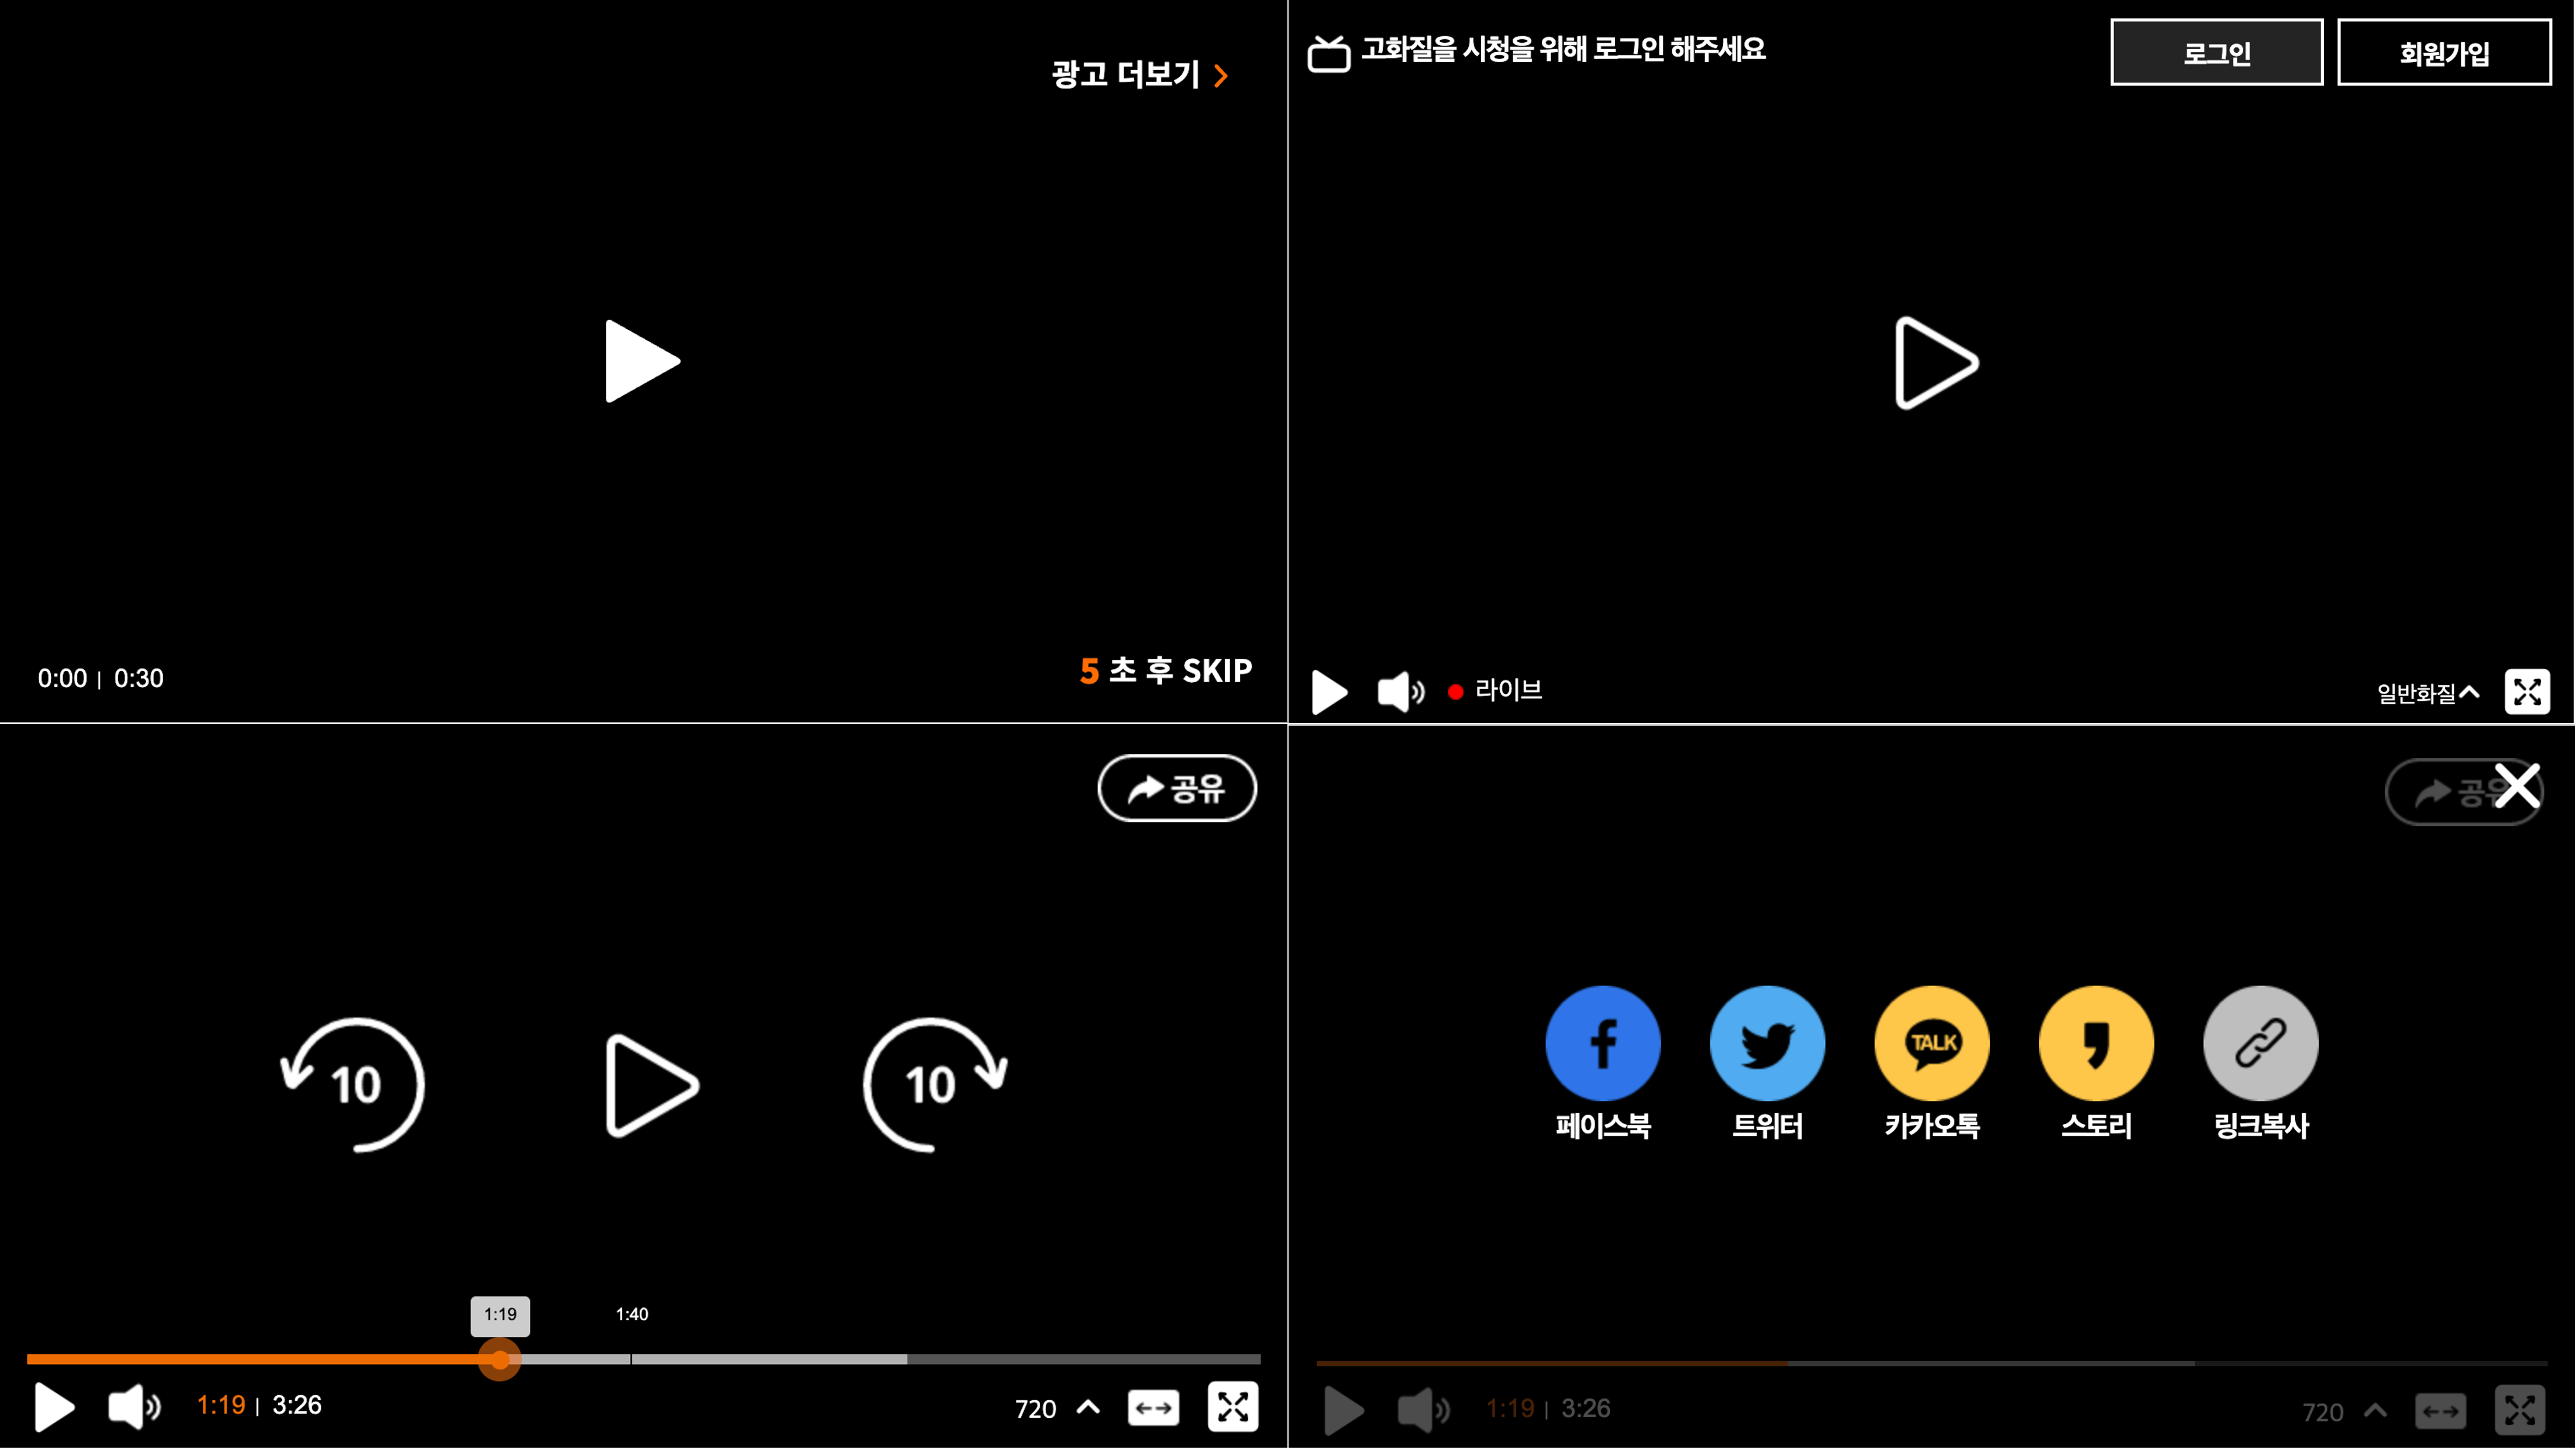 광고 더보기
0:00 | 0:30
5 초 후 SKIP
고화질을 시청을 위해 로그인 해주세요
로그인
회원가입
라이브
일반화질
공유
10
10
1:19
1:40
1:19 | 3:26
720
공유
TALK
페이스북
트위터
카카오톡
스토리
링크복사
1:19 | 3:26
720